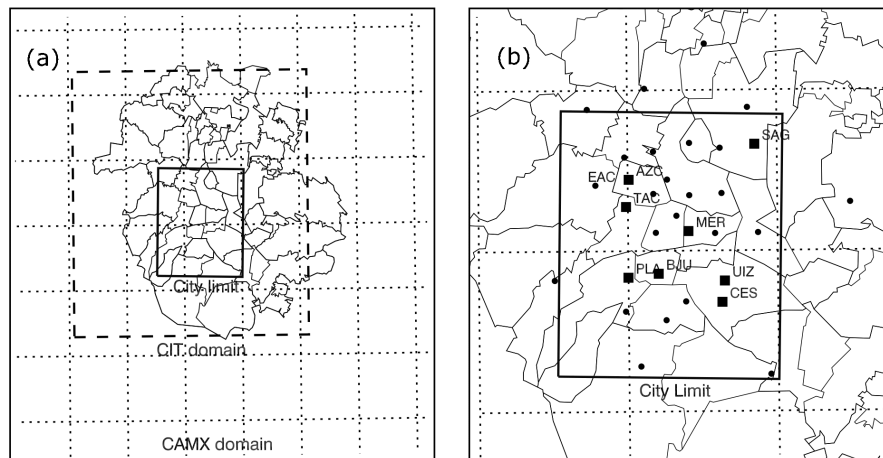 (a)
City limit
CIT domain
CAMX domain
(b)
SAG
EAC
AZC
TAC
MER
PLA
BJU
UIZ
CES
City Limit